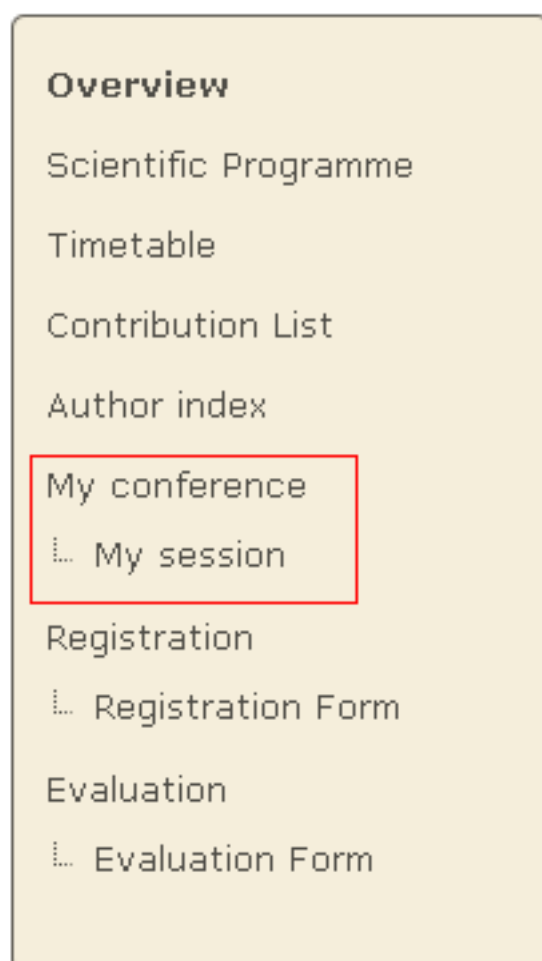 Overview
Scientific Programme
Timetable
Contribution List
Author index
My conference
My session
Registration
Registration Form
Evaluation
Evaluation Form